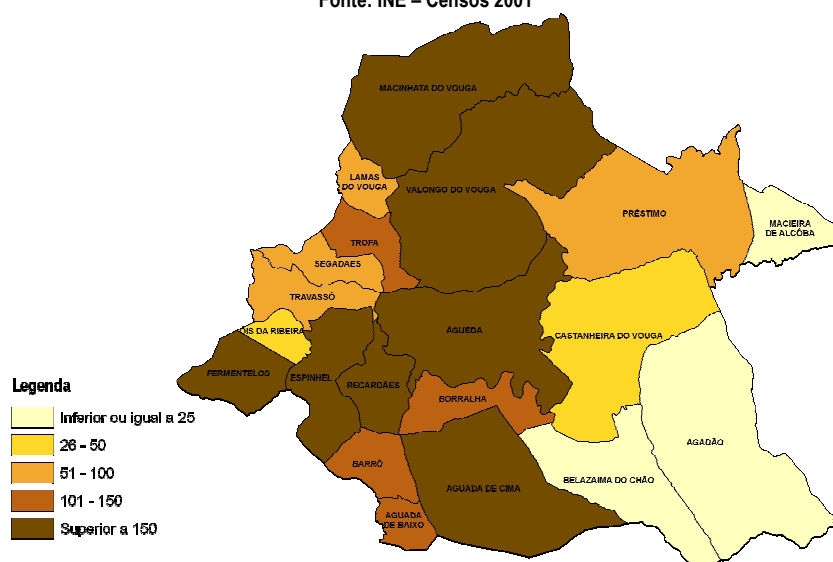 Fonte: INE – Censos 2001
MACINHATA DO VOUGA
LAMAS
DO VOUGA
VALONGO DO VOUGA
PRÉSTIMO
MACIEIRA
DE ALCÔBA
TROFA
SEGADAES
TRAVASSÔ
ÓIS DA RIBEIRA
ÁGUEDA
CASTANHEIRA DO VOUGA
FERMENTELOS
ESPINHEL
RECARDÃES
BORRALHA
AGADÃO
BARRÔ
AGUADA DE CIMA
BELAZAIMA DO CHÃO
AGUADA
DE BAIXO
Legenda
Inferior ou igual a 25
26 - 50
51 - 100
101 - 150
Superior a 150